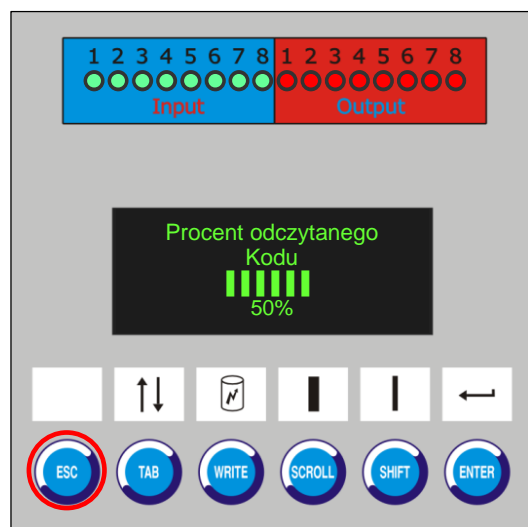 1 2 3 4 5 6 7 8 1 2 3 4 5 6 7 8
Input Output
Procent odczytanego
Kodu
50%
ESC TAB WRITE SCROLL SHIFT ENTER